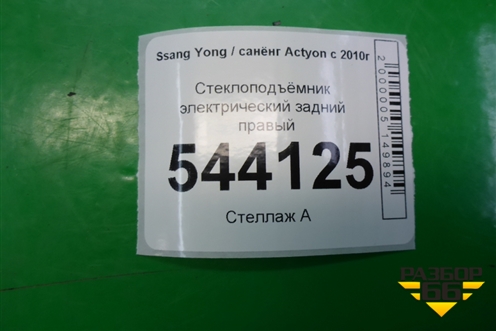 Ssang Yong / санёнг Actyon с 2010г
Стеклоподъёмник
электрический задний
правый
544125
Стеллаж А
2000005149894
РАЗБОР
66